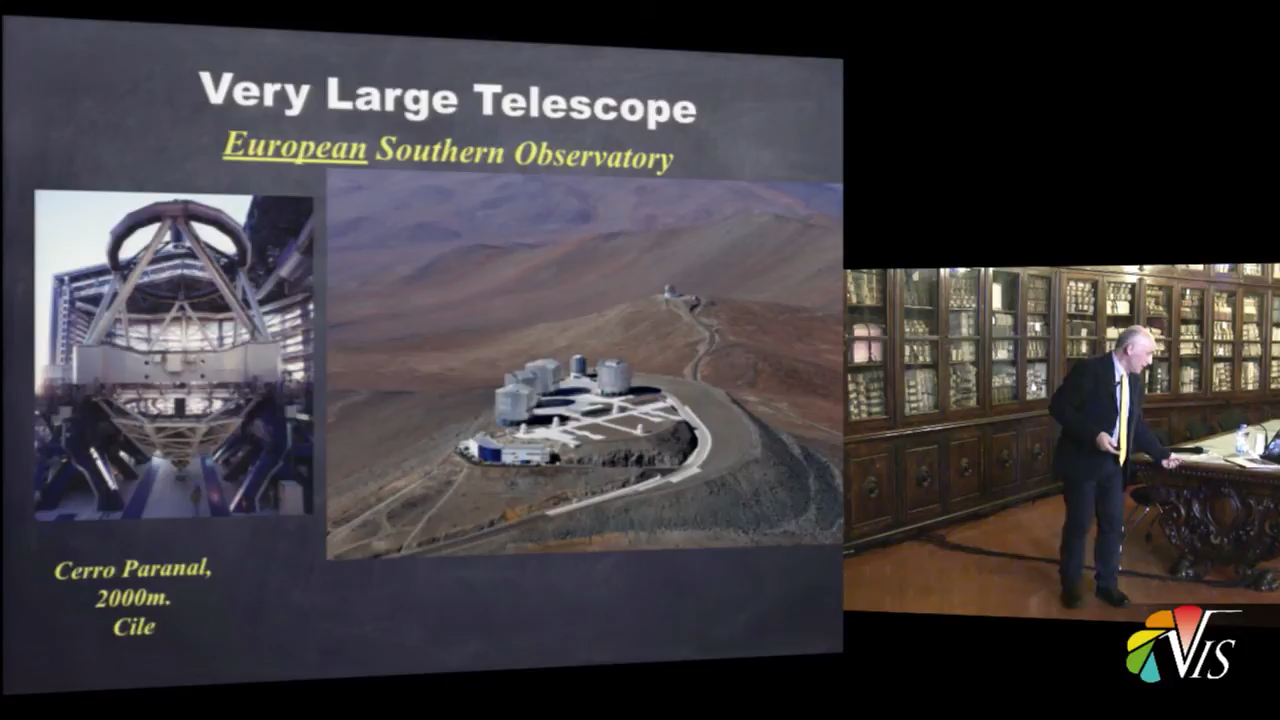 Very Large Telescope
European Southern Observatory
Cerro Paranal,
2000m.
Cile
VIS